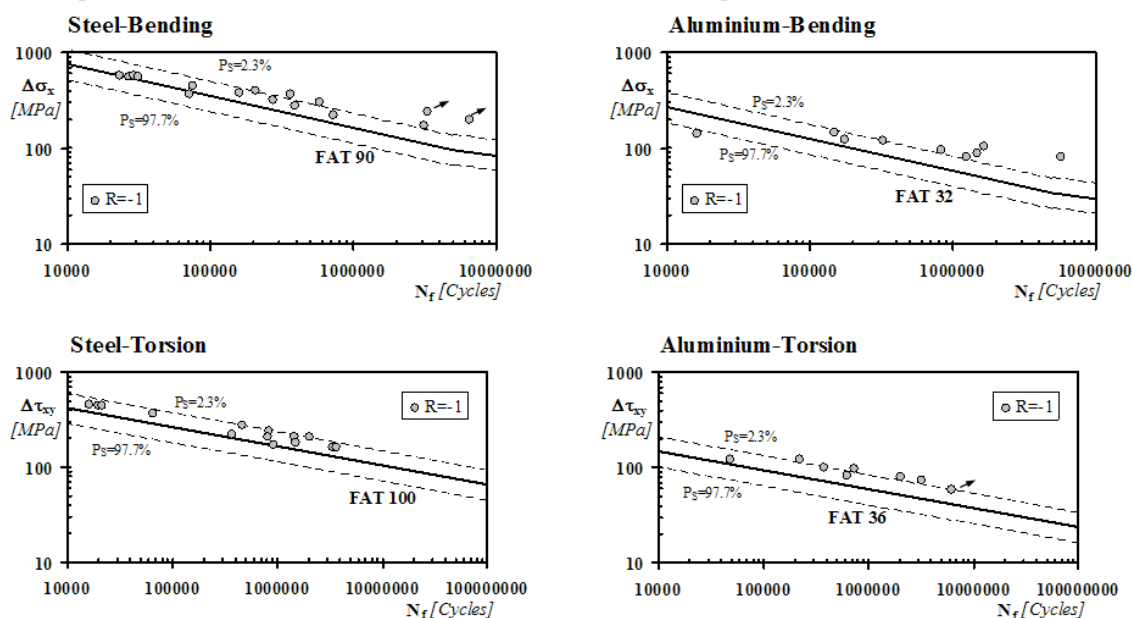 Steel-Bending
1000
Δσx
[MPa]
100
10
PS=2.3%
PS=97.7%
FAT 90
R=-1
10000 100000 1000000 10000000
Nf [Cycles]
Aluminium-Bending
1000
Δσx
[MPa]
100
10
PS=2.3%
PS=97.7%
FAT 32
R=-1
10000 100000 1000000 10000000
Nf [Cycles]
Steel-Torsion
1000
Δτxy
[MPa]
100
10
PS=2.3%
PS=97.7%
FAT 100
R=-1
10000 100000 1000000 10000000 100000000
Nf [Cycles]
Aluminium-Torsion
1000
Δτxy
[MPa]
100
10
PS=2.3%
PS=97.7%
FAT 36
R=-1
10000 100000 1000000 10000000 100000000
Nf [Cycles]